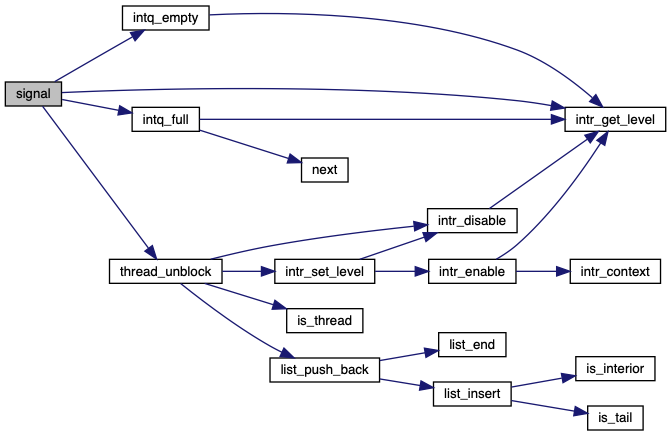 intq_empty
signal
intq_full
intr_get_level
next
intr_disable
thread_unblock
intr_set_level
intr_enable
intr_context
is_thread
list_end
list_push_back
is_interior
list_insert
is_tail